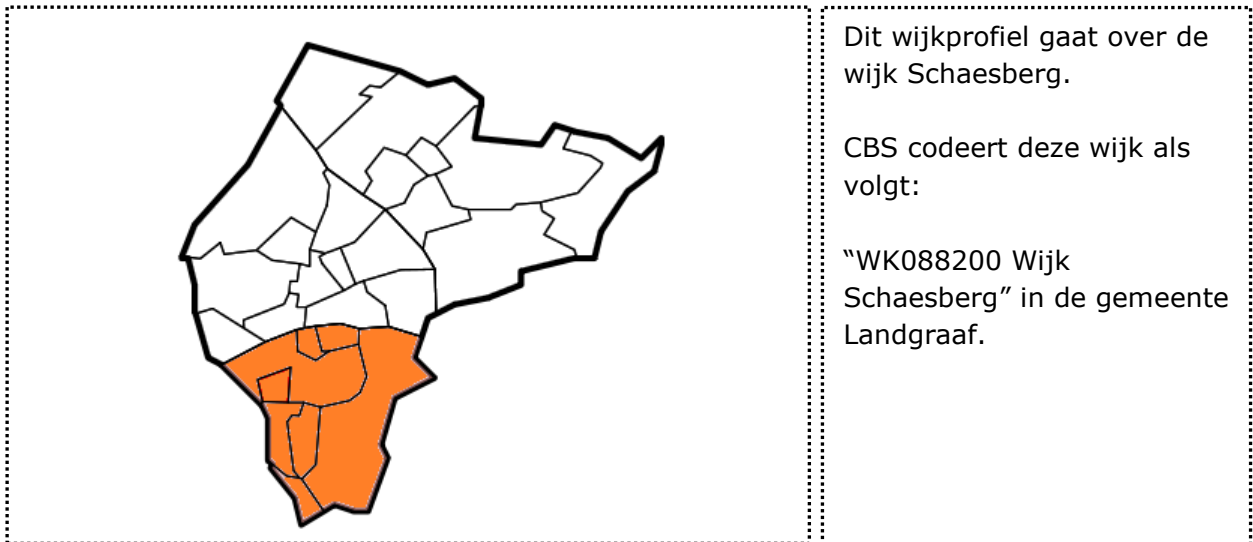 Dit wijkprofiel gaat over de
wijk Schaesberg.
CBS codeert deze wijk als
volgt:
“WK088200 Wijk
Schaesberg” in de gemeente
Landgraaf.